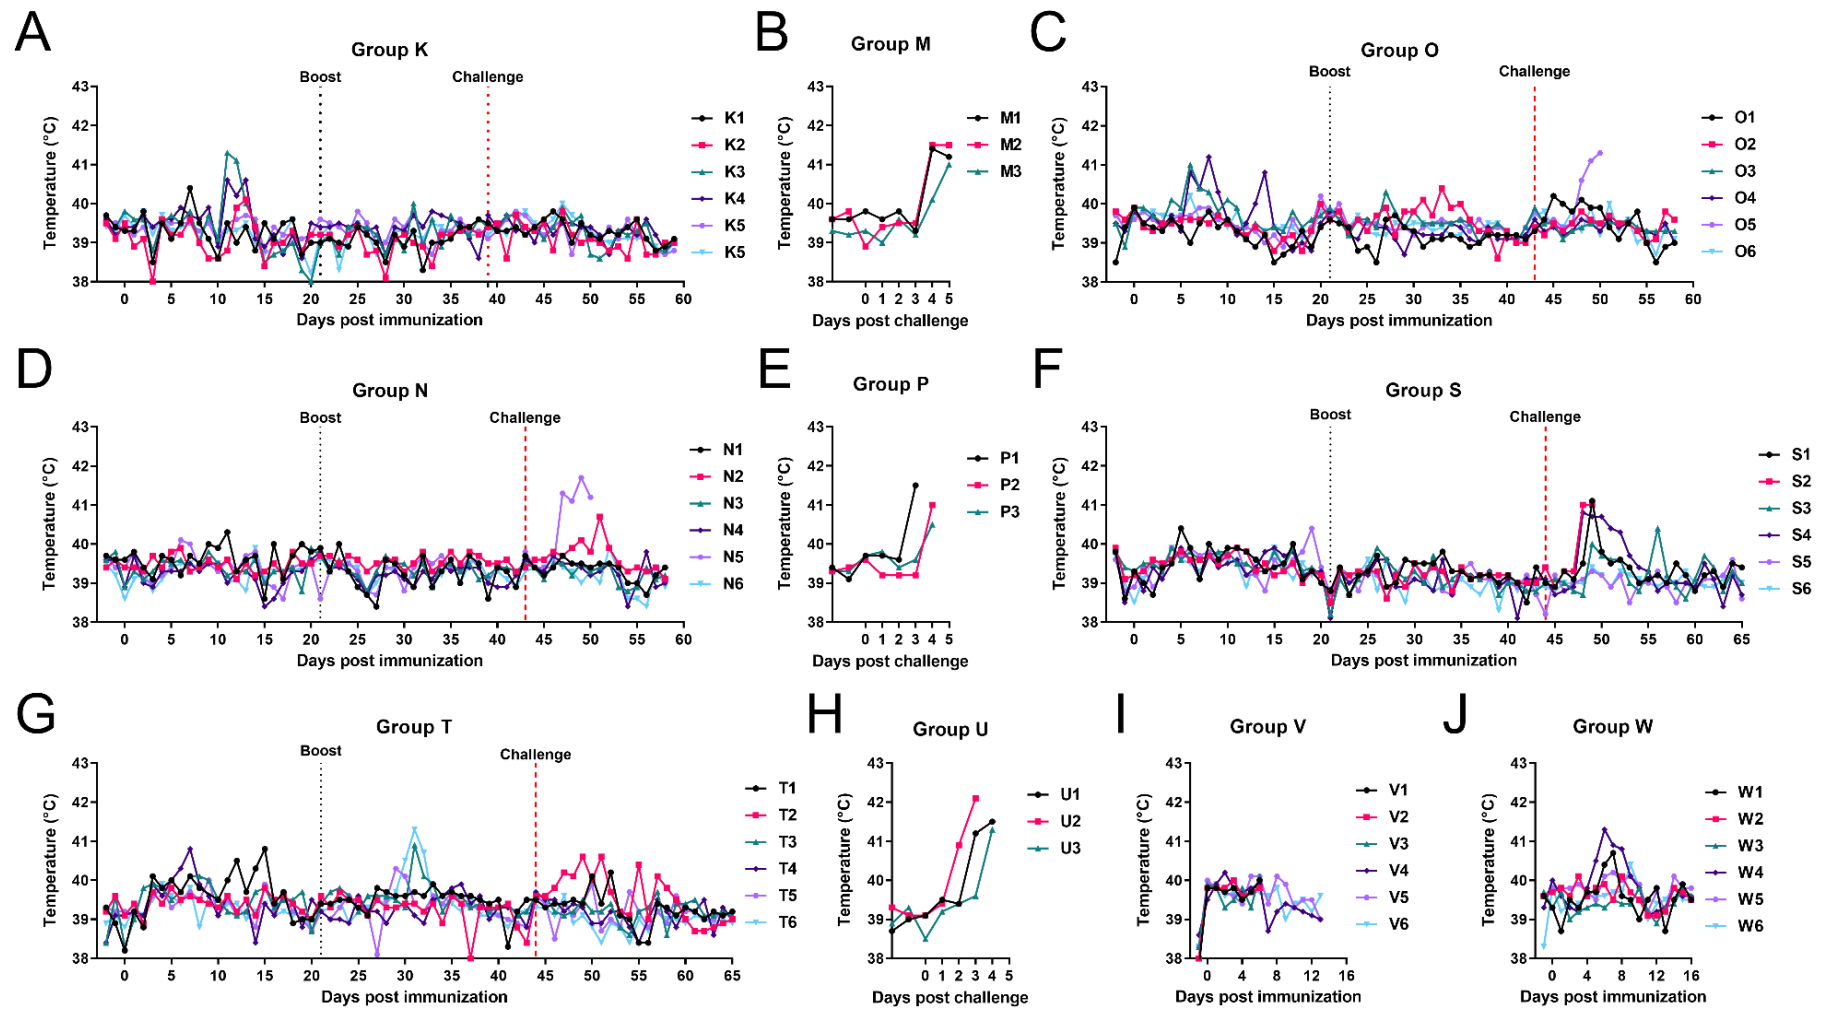 A
Group K
Boost
Challenge
43
42
41
40
39
38
Temperature (°C)
0 5 10 15 20 25 30 35 40 45 50 55 60
Days post immunization
K1
K2
K3
K4
K5
K5
B
Group M
43
42
41
40
39
38
Temperature (°C)
0 1 2 3 4 5
Days post challenge
M1
M2
M3
C
Group O
Boost
Challenge
43
42
41
40
39
38
Temperature (°C)
0 5 10 15 20 25 30 35 40 45 50 55 60
Days post immunization
O1
O2
O3
O4
O5
O6
D
Group N
Boost
Challenge
43
42
41
40
39
38
Temperature (°C)
0 5 10 15 20 25 30 35 40 45 50 55 60
Days post immunization
N1
N2
N3
N4
N5
N6
E
Group P
43
42
41
40
39
38
Temperature (°C)
0 1 2 3 4 5
Days post challenge
P1
P2
P3
F
Group S
Boost
Challenge
43
42
41
40
39
38
Temperature (°C)
0 5 10 15 20 25 30 35 40 45 50 55 60 65
Days post immunization
S1
S2
S3
S4
S5
S6
G
Group T
Boost
Challenge
43
42
41
40
39
38
Temperature (°C)
0 5 10 15 20 25 30 35 40 45 50 55 60 65
Days post immunization
T1
T2
T3
T4
T5
T6
H
Group U
43
42
41
40
39
38
Temperature (°C)
0 1 2 3 4 5
Days post challenge
U1
U2
U3
I
Group V
43
42
41
40
39
38
Temperature (°C)
0 4 8 12 16
Days post immunization
V1
V2
V3
V4
V5
V6
J
Group W
43
42
41
40
39
38
Temperature (°C)
0 4 8 12 16
Days post immunization
W1
W2
W3
W4
W5
W6